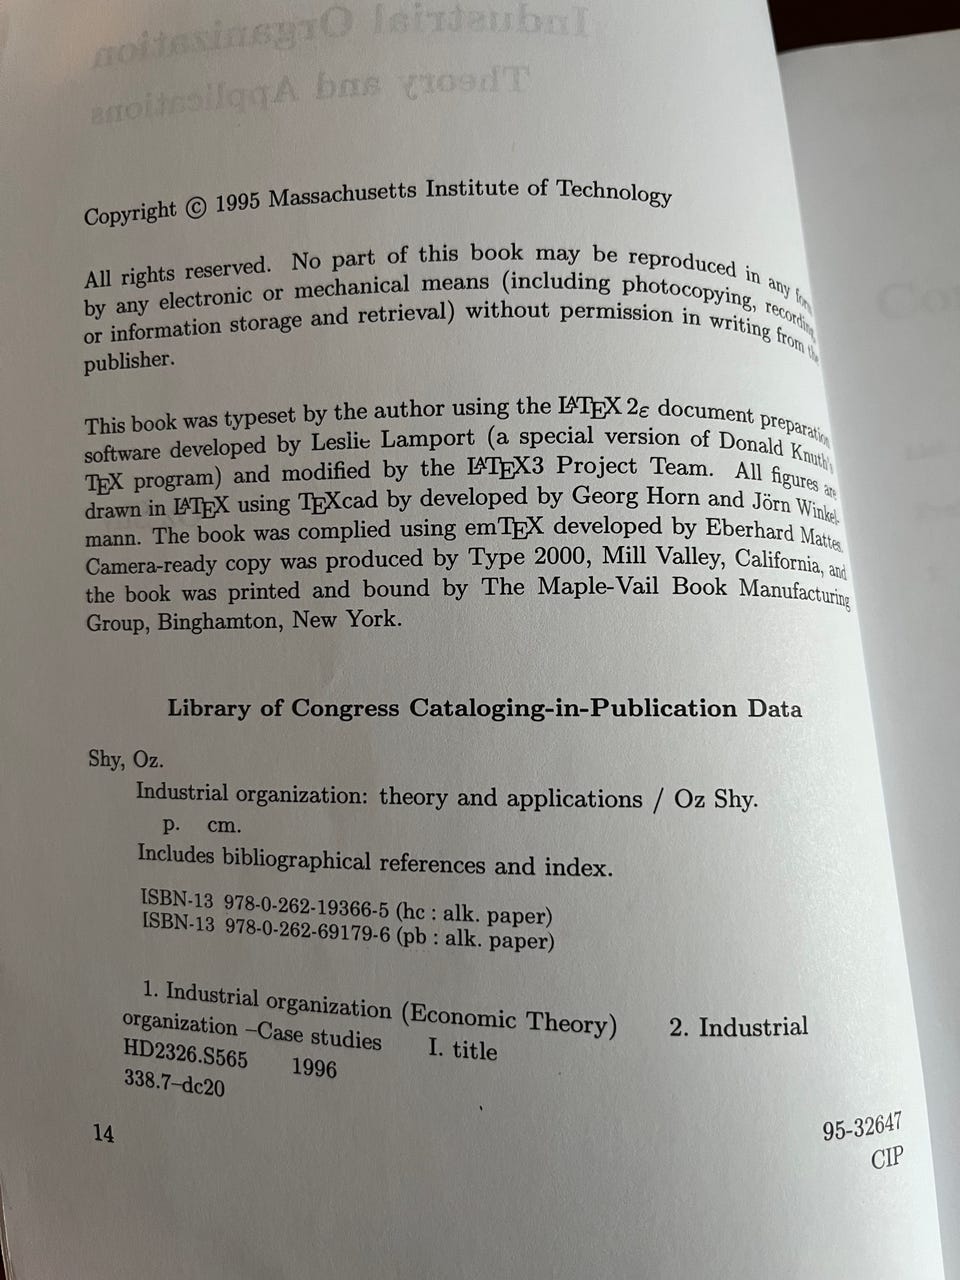 Industrial Organization
Theory and Applications
Copyright © 1995 Massachusetts Institute of Technology
All rights reserved. No part of this book may be reproduced in any
by any electronic or mechanical means (including photocopying, recording,
or information storage and retrieval) without permission in writing from the
publisher.
This book was typeset by the author using the LATEX 2ε document preparation
software developed by Leslie Lamport (a special version of Donald Knuth's
TEX program) and modified by the LATEX3 Project Team. All figures are
drawn in LATEX using TEXcad by developed by Georg Horn and Jörn Winkel-
mann. The book was complied using emTEX developed by Eberhard Mattes.
Camera-ready copy was produced by Type 2000, Mill Valley, California, and
the book was printed and bound by The Maple-Vail Book Manufacturing
Group, Binghamton, New York.
Library of Congress Cataloging-in-Publication Data
Shy, Oz.
Industrial organization: theory and applications / Oz Shy.
p. cm.
Includes bibliographical references and index.
ISBN-13 978-0-262-19366-5 (hc : alk. paper)
ISBN-13 978-0-262-69179-6 (pb : alk. paper)
1. Industrial organization (Economic Theory) 2. Industrial
organization –Case studies I. title
HD2326.S565 1996
338.7–dc20
14
95-32647
CIP